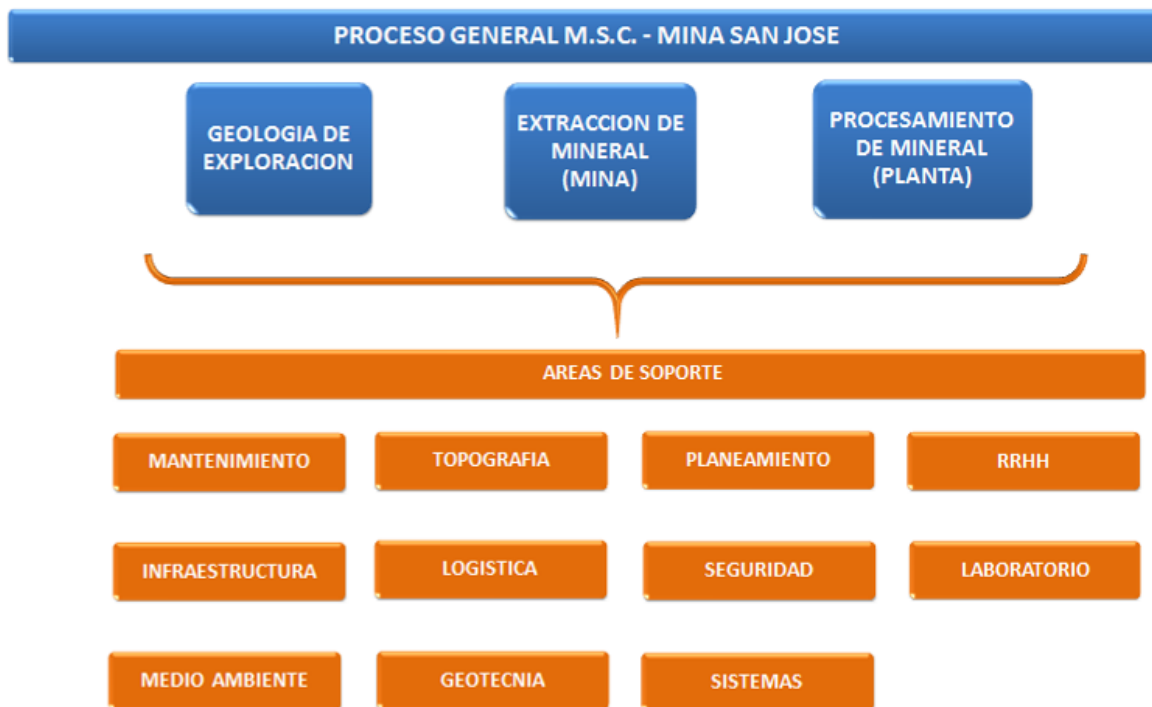 PROCESO GENERAL M.S.C. - MINA SAN JOSE
GEOLOGIA DE
EXPLORACION
EXTRACCION DE
MINERAL
(MINA)
PROCESAMIENTO
DE MINERAL
(PLANTA)
AREAS DE SOPORTE
MANTENIMIENTO
TOPOGRAFIA
PLANEAMIENTO
RRHH
INFRAESTRUCTURA
LOGISTICA
SEGURIDAD
LABORATORIO
MEDIO AMBIENTE
GEOTECNIA
SISTEMAS